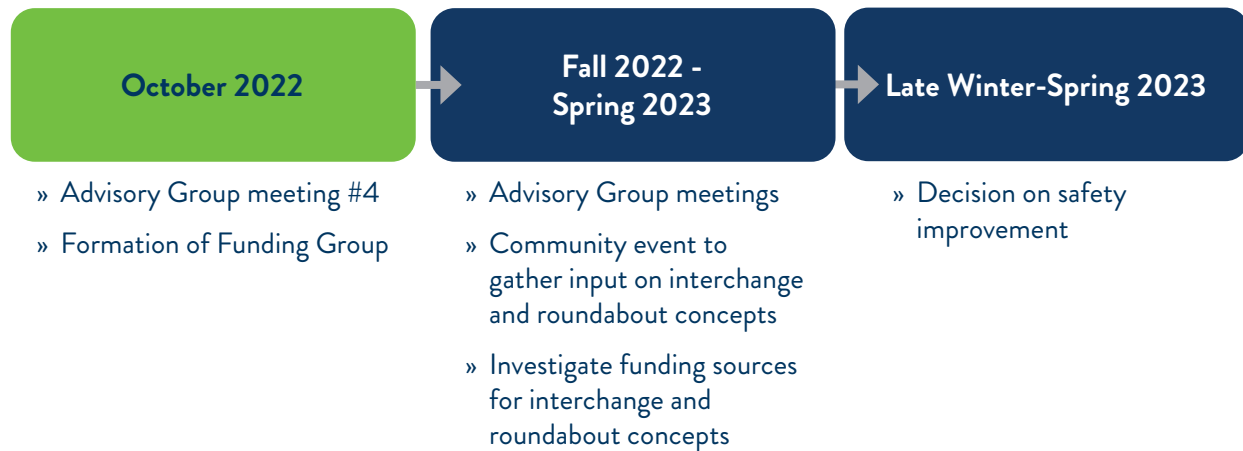 October 2022
» Advisory Group meeting #4
» Formation of Funding Group
Fall 2022 -
Spring 2023
» Advisory Group meetings
» Community event to
gather input on interchange
and roundabout concepts
» Investigate funding sources
for interchange and
roundabout concepts
Late Winter-Spring 2023
» Decision on safety
improvement